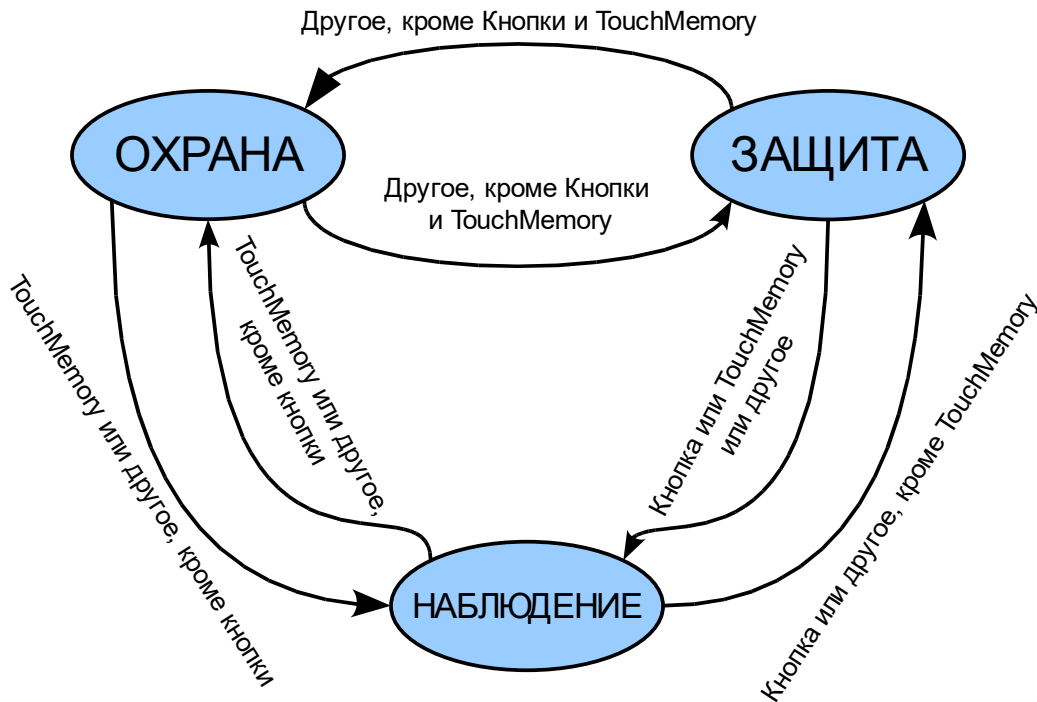 Другое, кроме Кнопки и TouchMemory
ОХРАНА
ЗАЩИТА
Другое, кроме Кнопки
и TouchMemory
TouchMemory или другое, кроме кнопки
TouchMemory или другое,
кроме кнопки
Кнопка или TouchMemory
или другое
Кнопка или другое, кроме TouchMemory
НАБЛЮДЕНИЕ